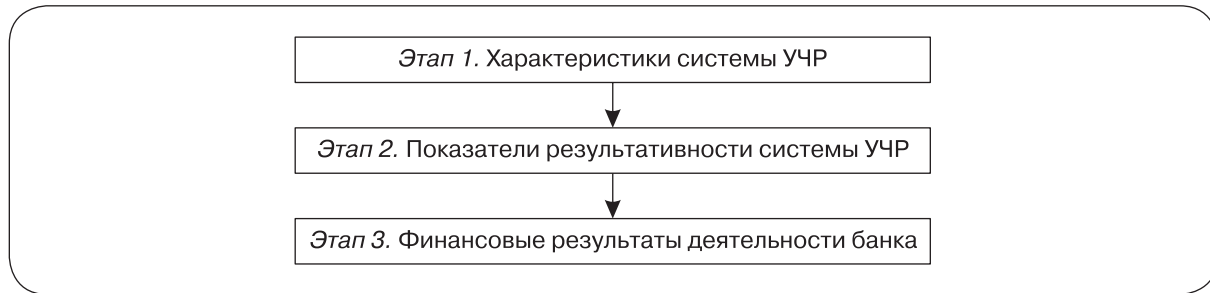 Этап 1. Характеристики системы УЧР
Этап 2. Показатели результативности системы УЧР
Этап 3. Финансовые результаты деятельности банка